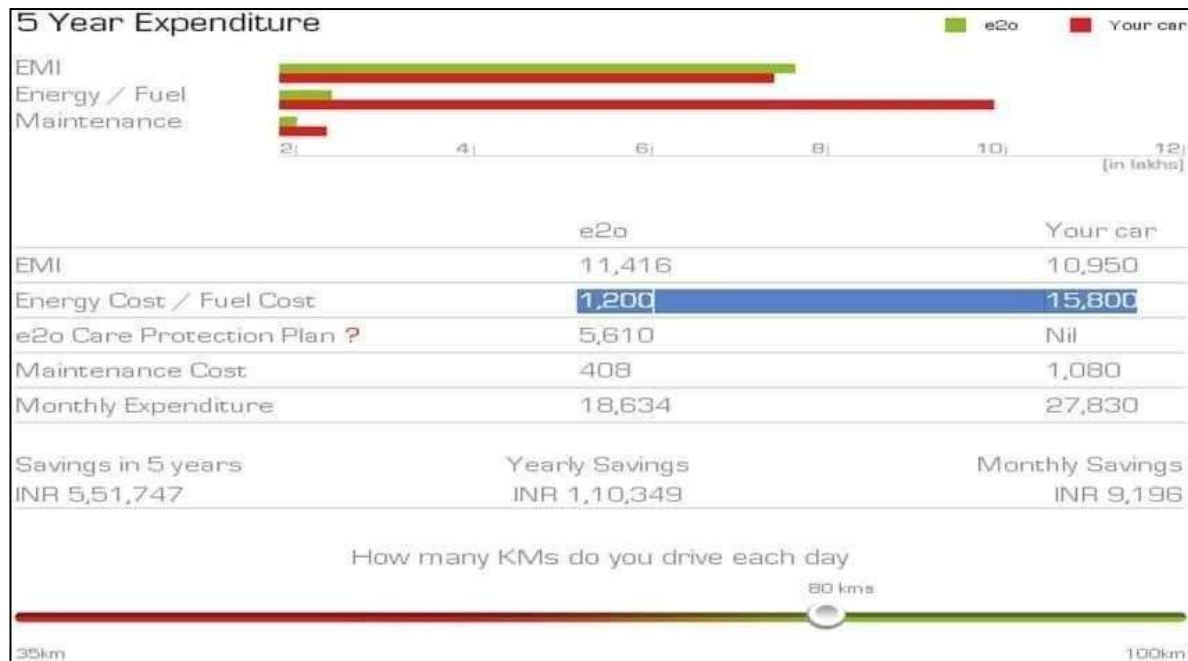 5 Year Expenditure
e2o Your car
EMI
Energy / Fuel
Maintenance
2 4 6 8 10 12
[in lakhs]
e2o Your car
EMI 11,416 10,950
Energy Cost / Fuel Cost 1,200 15,800
e2o Care Protection Plan ? 5,610 Nil
Maintenance Cost 408 1,080
Monthly Expenditure 18,634 27,830
Savings in 5 years Yearly Savings Monthly Savings
INR 5,51,747 INR 1,10,349 INR 9,196
How many KMs do you drive each day
80 kms
35km 100km